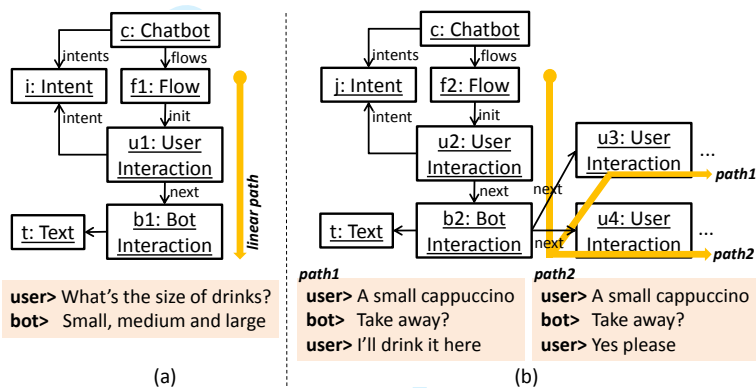 c: Chatbot
intents
flows
i: Intent
f1: Flow
intent
init
u1: User
Interaction
next
t: Text
b1: Bot
Interaction
linear path
user> What's the size of drinks?
bot> Small, medium and large
(a)
c: Chatbot
intents
flows
j: Intent
f2: Flow
intent
init
u2: User
Interaction
next
t: Text
b2: Bot
Interaction
next
next
u3: User
Interaction
...
path1
u4: User
Interaction
...
path2
path1
user> A small cappuccino
bot> Take away?
user> I'll drink it here
path2
user> A small cappuccino
bot> Take away?
user> Yes please
(b)